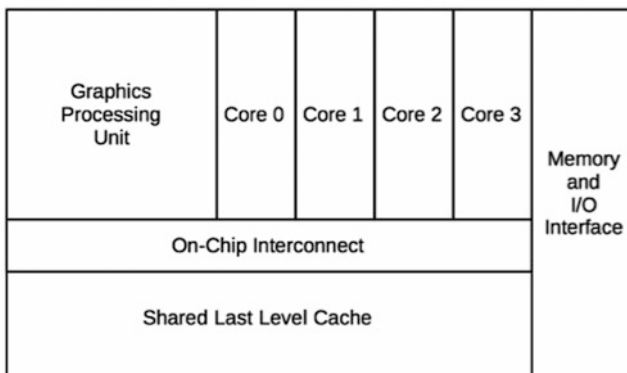 Graphics
Processing
Unit
Core 0
Core 1
Core 2
Core 3
Memory
and
I/O
Interface
On-Chip Interconnect
Shared Last Level Cache